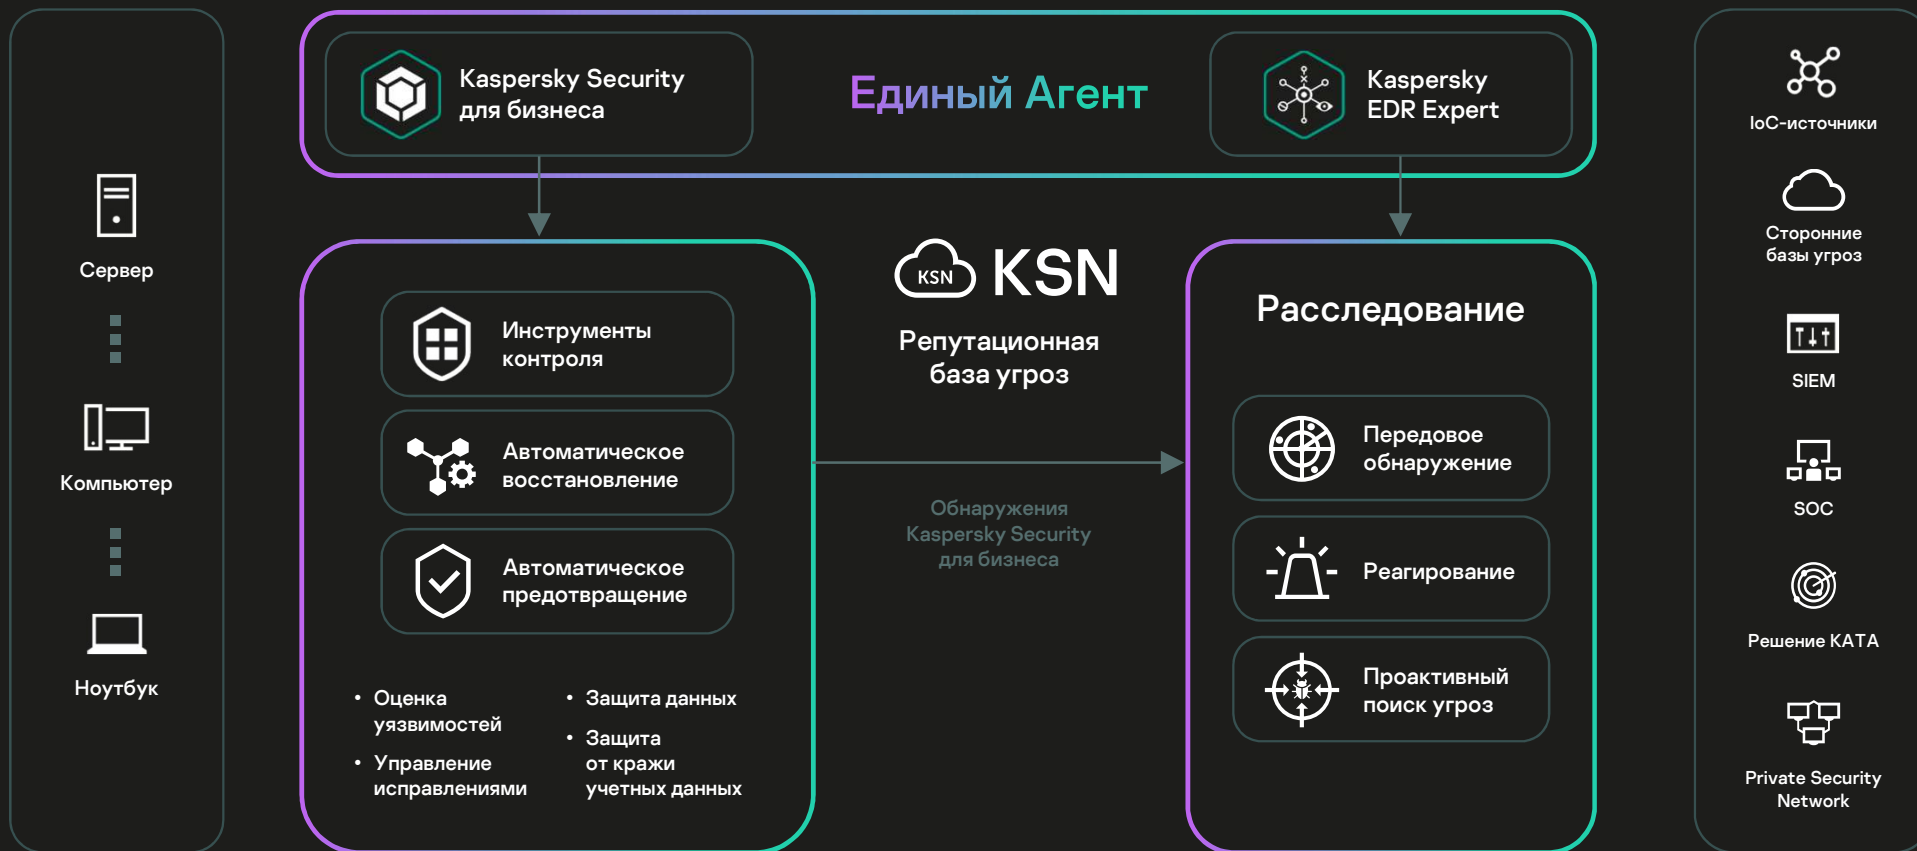 Сервер
Компьютер
Ноутбук
Kaspersky Security
для бизнеса
Единый Агент
Kaspersky
EDR Expert
Инструменты
контроля
Автоматическое
восстановление
Автоматическое
предотвращение
• Оценка
уязвимостей
• Управление
исправлениями
• Защита данных
• Защита
от кражи
учетных данных
KSN
KSN
Репутационная
база угроз
Обнаружения
Kaspersky Security
для бизнеса
Расследование
Передовое
обнаружение
Реагирование
Проактивный
поиск угроз
IoC-источники
Сторонние
базы угроз
SIEM
SOC
Решение КАТА
Private Security
Network